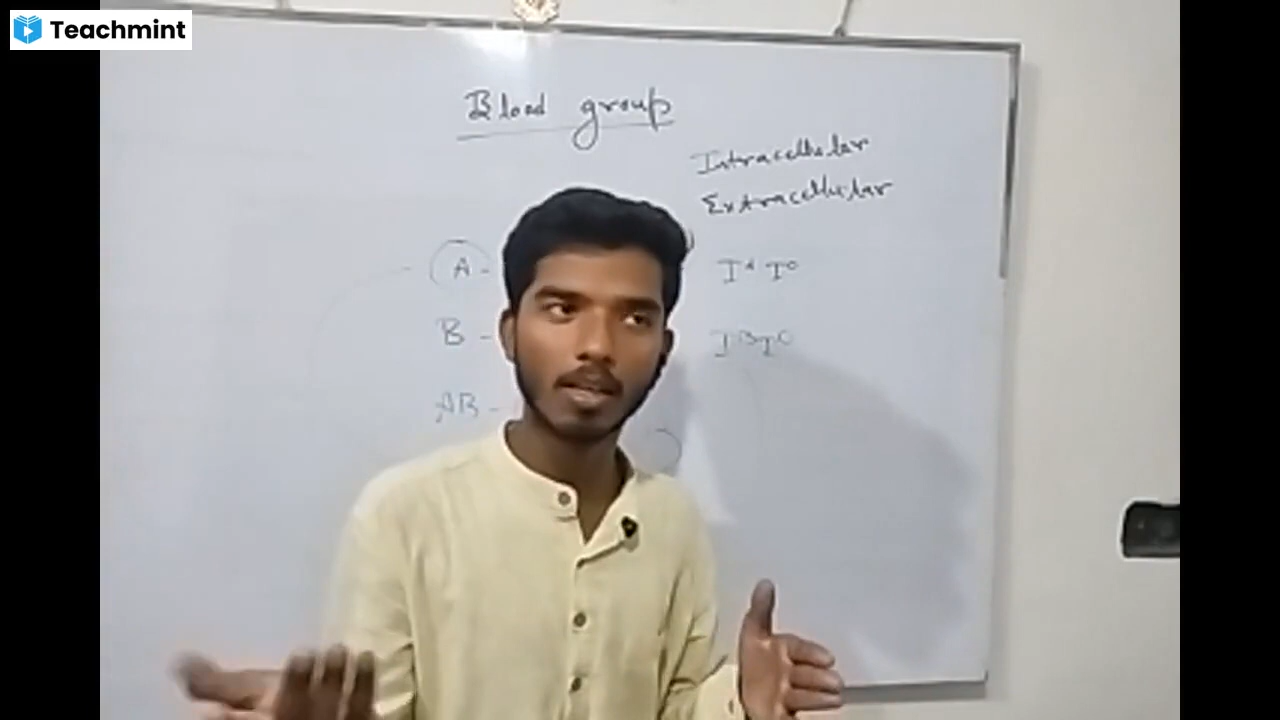 Teachmint
Blood group
Intracellular
Extracellular
A -
I^A I^O
B -
I^B I^O
AB -